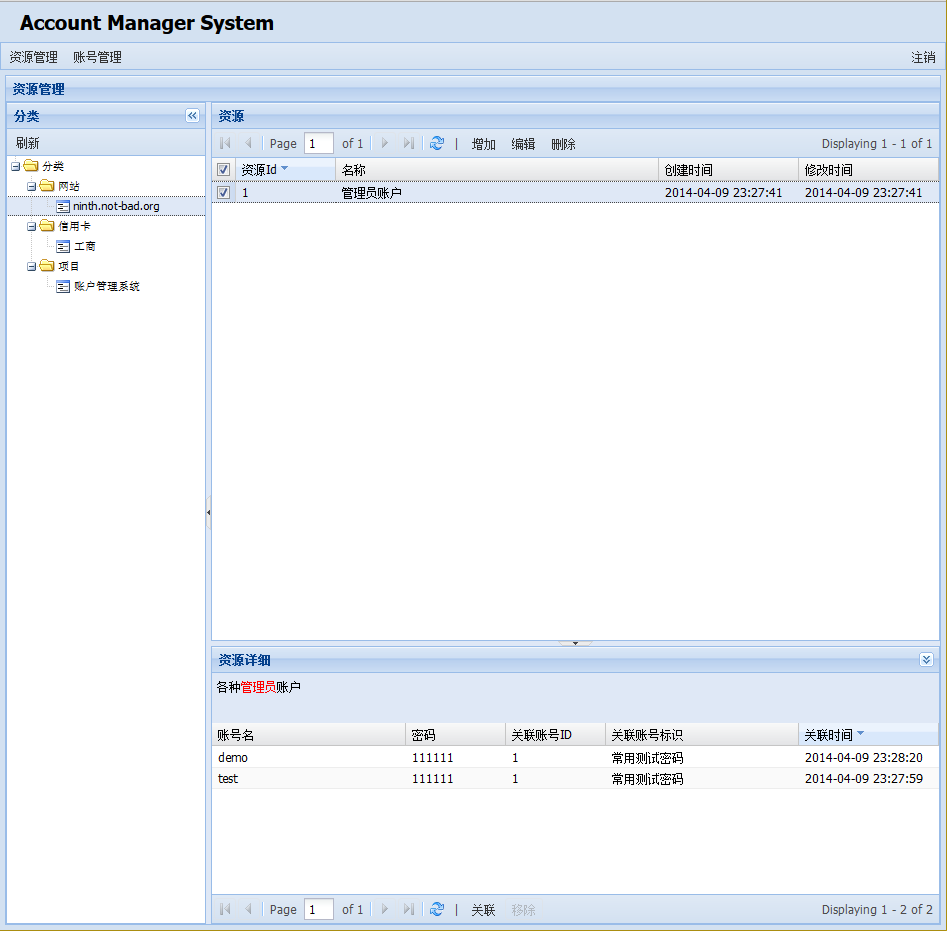 Account Manager System
资源管理 账号管理 注销
资源管理
分类
刷新
分类
网站
ninth.not-bad.org
信用卡
工商
项目
账户管理系统
资源
Page 1 of 1 | 增加 编辑 删除 Displaying 1 - 1 of 1
资源Id 名称 创建时间 修改时间
1 管理员账户 2014-04-09 23:27:41 2014-04-09 23:27:41
资源详细
各种管理员账户
账号名 密码 关联账号ID 关联账号标识 关联时间
demo 111111 1 常用测试密码 2014-04-09 23:28:20
test 111111 1 常用测试密码 2014-04-09 23:27:59
Page 1 of 1 | 关联 移除 Displaying 1 - 2 of 2